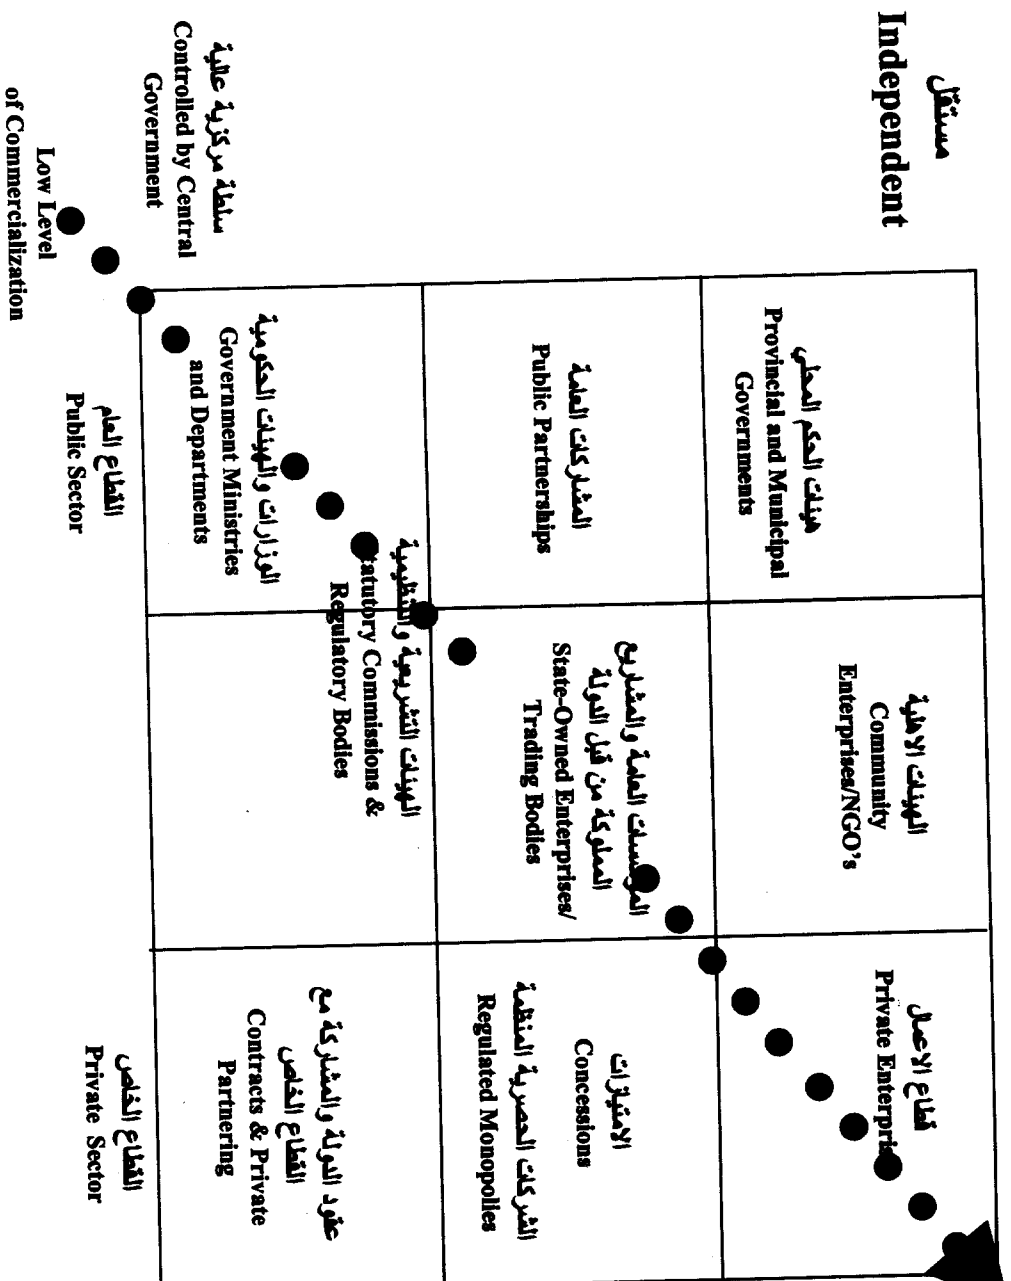 مستقل
Independent
هيئات الحكم المحلي
Provincial and Municipal
Governments
الهيئات الاهلية
Community
Enterprises/NGO's
قطاع الاعمال
Private Enterpris
المشاركات العامة
Public Partnerships
المؤسسات العامة والمشاريع
المملوكة من قبل الدولة
State-Owned Enterprises/
Trading Bodies
الامتيازات
Concessions
الشركات الحصرية المنظمة
Regulated Monopolies
سلطة مركزية عالية
Controlled by Central
Government
الوزارات والهيئات الحكومية
Government Ministries
and Departments
الهيئات التشريعية والتنظيمية
tatutory Commissions &
Regulatory Bodies
عقود الدولة والمشاركة مع
القطاع الخاص
Contracts & Private
Partnering
القطاع العام
Public Sector
القطاع الخاص
Private Sector
Low Level
of Commercialization